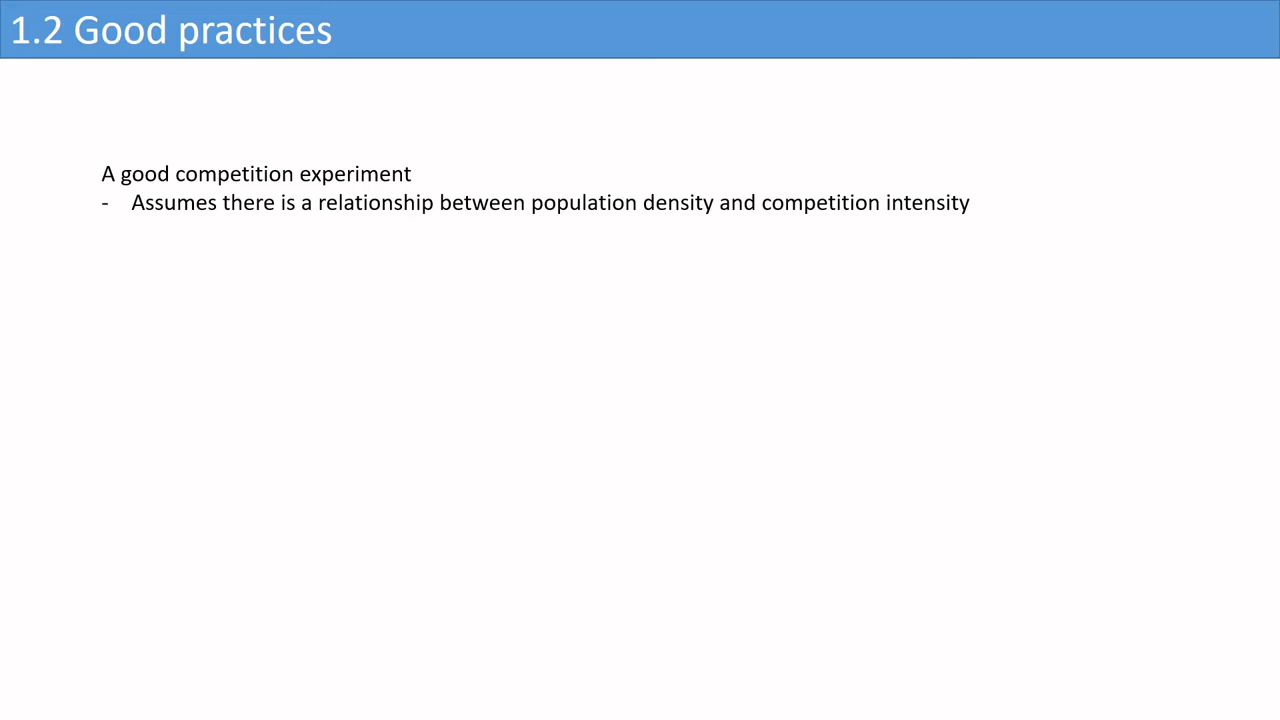 1.2 Good practices
A good competition experiment
- Assumes there is a relationship between population density and competition intensity